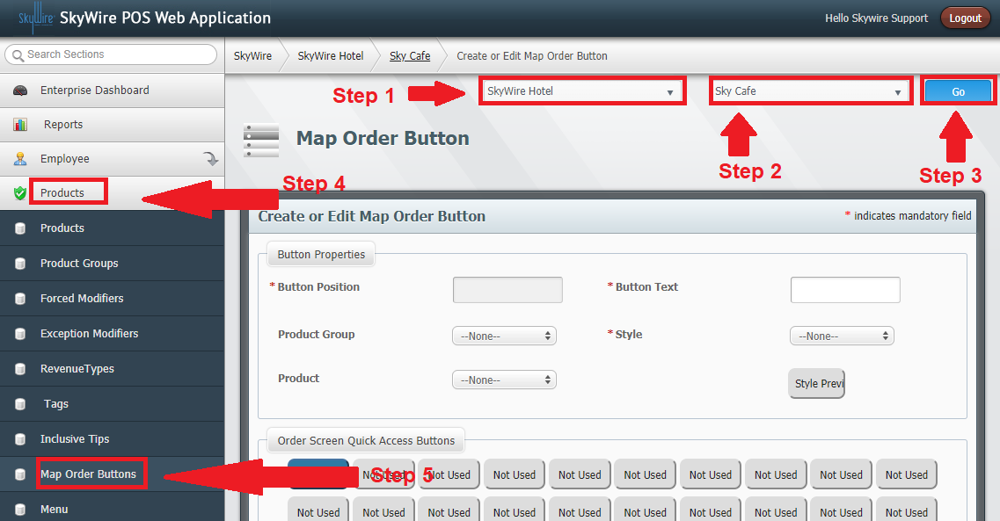 SkyWire SkyWire POS Web Application
Hello Skywire Support Logout
Search Sections
SkyWire SkyWire Hotel Sky Cafe Create or Edit Map Order Button
Enterprise Dashboard
Reports
Employee
Products
Products
Product Groups
Forced Modifiers
Exception Modifiers
RevenueTypes
Tags
Inclusive Tips
Map Order Buttons
Menu
Step 1 SkyWire Hotel Sky Cafe Go
Map Order Button
Step 2
Step 3
Step 4
Create or Edit Map Order Button * indicates mandatory field
Button Properties
* Button Position * Button Text
Product Group --None-- * Style --None--
Product --None-- Style Previ
Order Screen Quick Access Buttons
Not Used Not Used Not Used Not Used Not Used Not Used Not Used Not Used Not Used
Step 5
Not Used Not Used Not Used Not Used Not Used Not Used Not Used Not Used Not Used Not Used